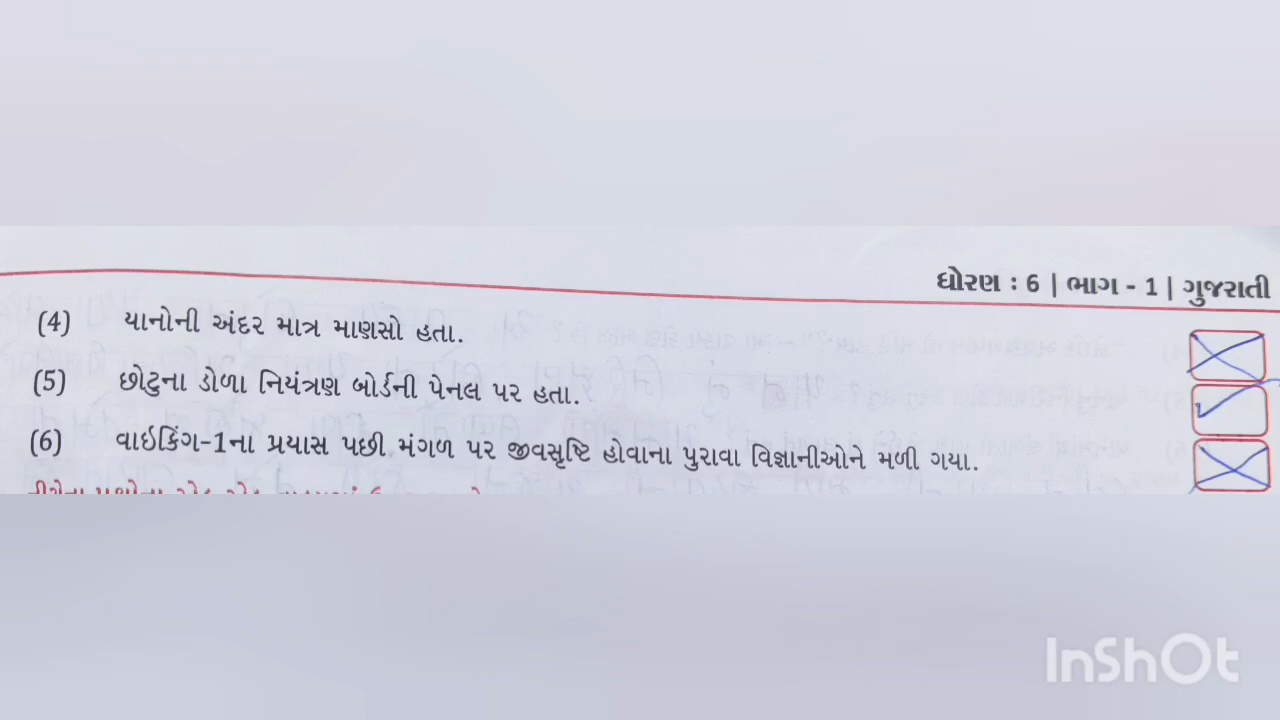 ધોરણ : 6 | ભાગ - 1 | ગુજરાતી
(4) યાનોની અંદર માત્ર માણસો હતા.
(5) છોટુના ડોળા નિયંત્રણ બોર્ડની પેનલ પર હતા.
(6) વાઈકિંગ-1ના પ્રયાસ પછી મંગળ પર જીવસૃષ્ટિ હોવાના પુરાવા વિજ્ઞાનીઓને મળી ગયા.
InShOt